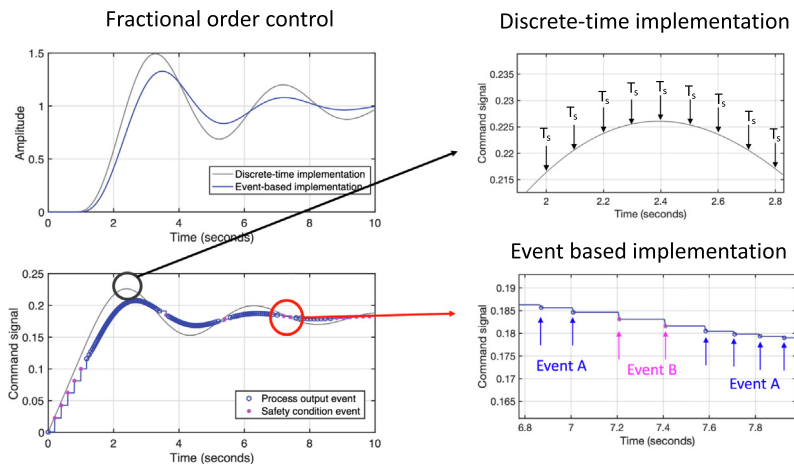 Fractional order control
Discrete-time implementation
1.5
1
0.5
0
Amplitude
Discrete-time implementation
Event-based implementation
0 2 4 6 8 10
Time (seconds)
0.235
0.23
0.225
0.22
0.215
Command signal
Ts Ts Ts Ts Ts Ts Ts Ts Ts
2 2.2 2.4 2.6 2.8
Time (seconds)
0.25
0.2
0.15
0.1
0.05
0
Command signal
Process output event
Safety condition event
0 2 4 6 8 10
Time (seconds)
Event based implementation
0.19
0.185
0.18
0.175
0.17
0.165
Command signal
Event A Event B Event A
6.8 7 7.2 7.4 7.6 7.8
Time (seconds)